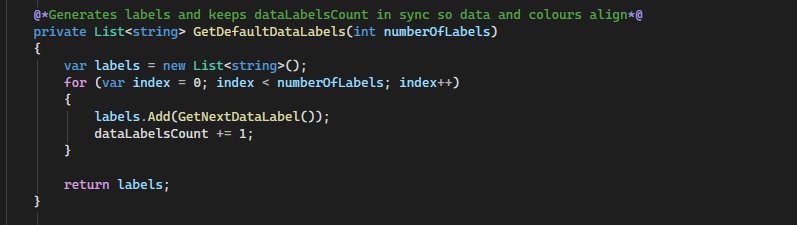 @*Generates labels and keeps dataLabelsCount in sync so data and colours align*@
private List<string> GetDefaultDataLabels(int numberOfLabels)
{
    var labels = new List<string>();
    for (var index = 0; index < numberOfLabels; index++)
    {
        labels.Add(GetNextDataLabel());
        dataLabelsCount += 1;
    }

    return labels;
}